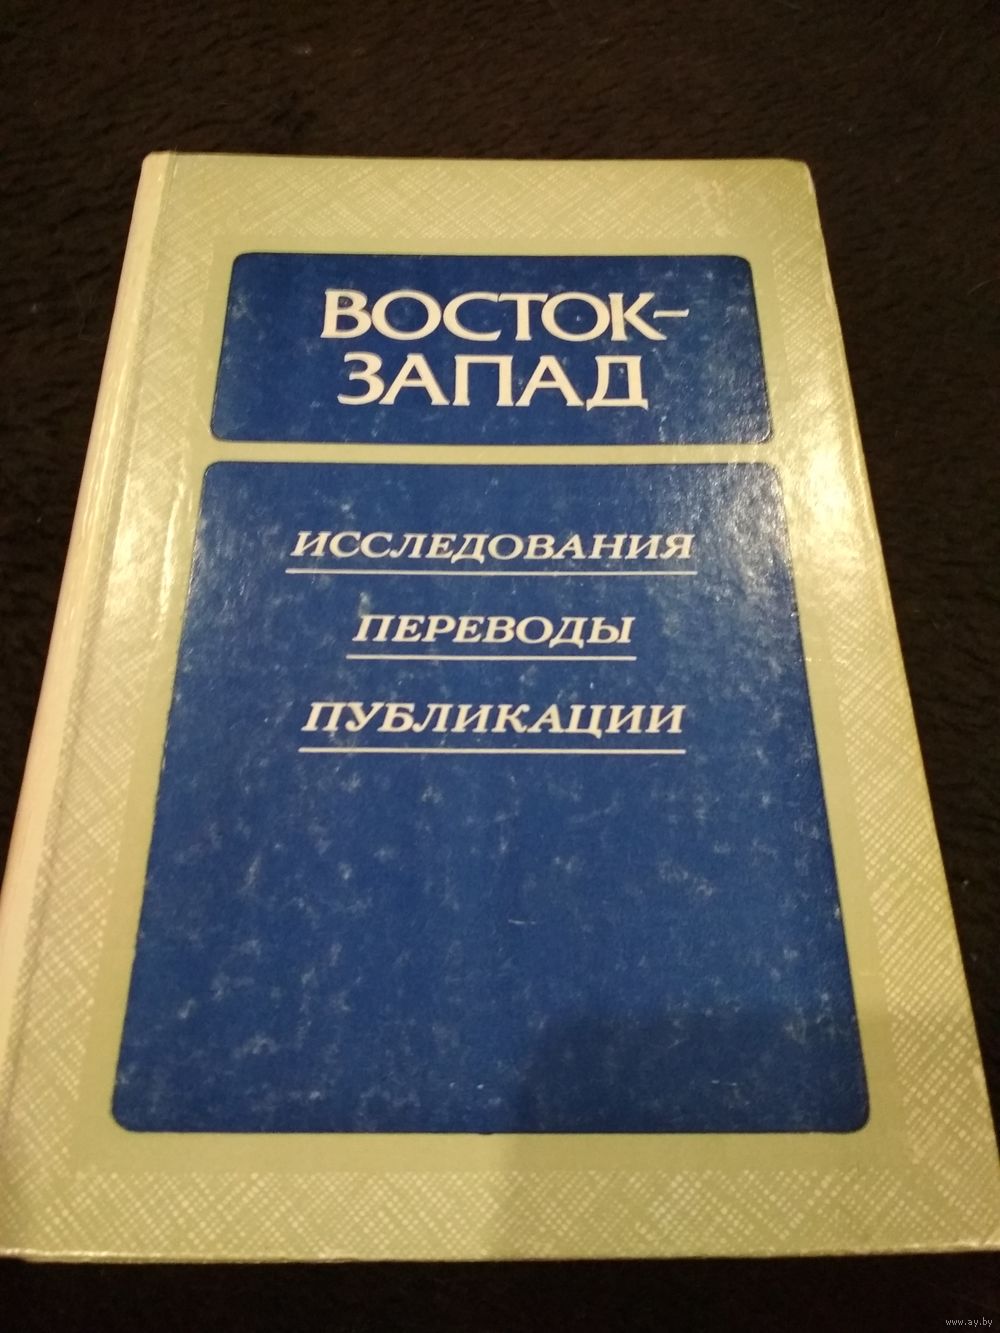 ВОСТОК-
ЗАПАД
ИССЛЕДОВАНИЯ
ПЕРЕВОДЫ
ПУБЛИКАЦИИ
www.ay.by